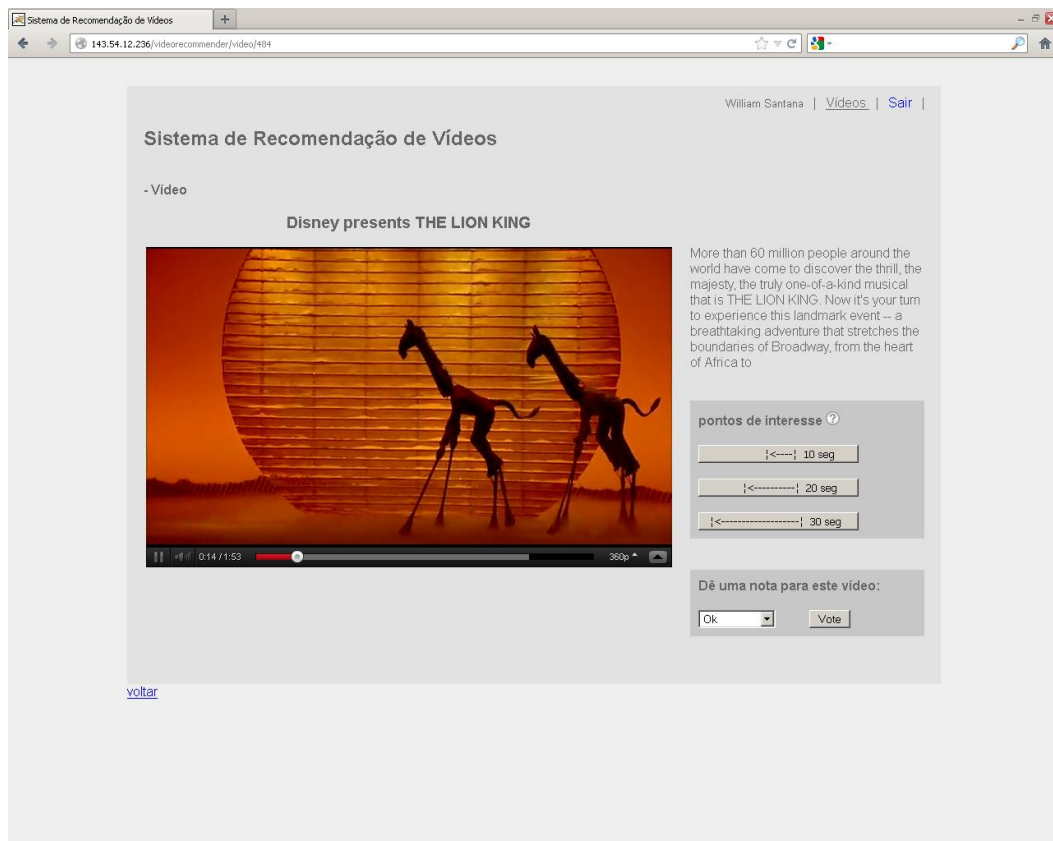 Sistema de Recomendação de Vídeos
143.54.12.236/videorecommender/video/484
William Santana | Vídeos | Sair |
Sistema de Recomendação de Vídeos
- Vídeo
Disney presents THE LION KING
More than 60 million people around the
world have come to discover the thrill, the
majesty, the truly one-of-a-kind musical
that is THE LION KING. Now it's your turn
to experience this landmark event -- a
breathtaking adventure that stretches the
boundaries of Broadway, from the heart
of Africa to
pontos de interesse ?
¦<----¦ 10 seg
¦<----------¦ 20 seg
¦<-------------------¦ 30 seg
0:14 / 1:53 360p
Dê uma nota para este vídeo:
Ok Vote
voltar